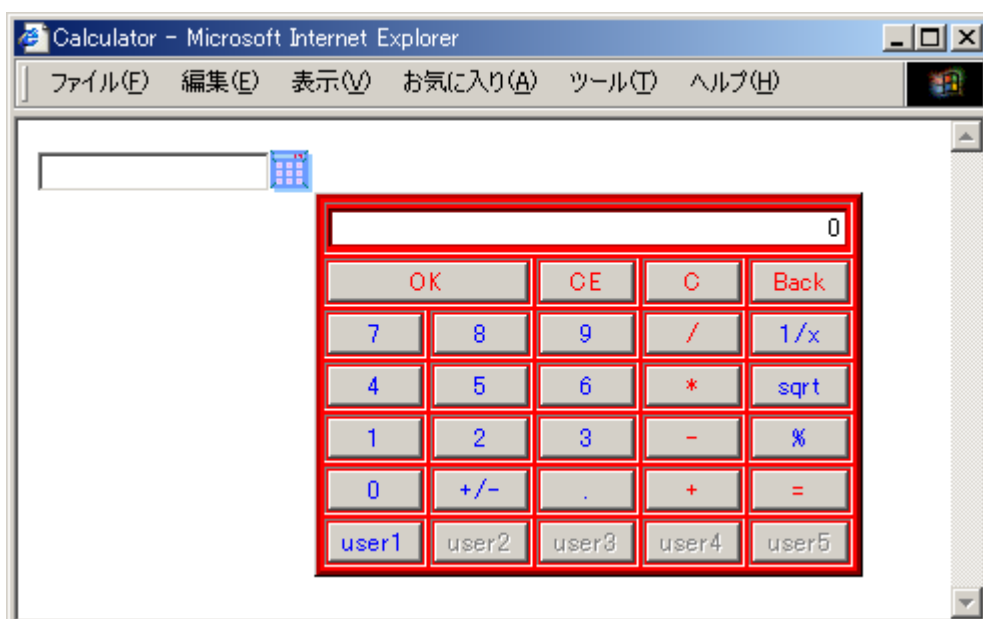 Calculator - Microsoft Internet Explorer
ファイル(F) 編集(E) 表示(V) お気に入り(A) ツール(T) ヘルプ(H)
0
OK CE C Back
7 8 9 / 1/x
4 5 6 * sqrt
1 2 3 - %
0 +/- . + =
user1 user2 user3 user4 user5